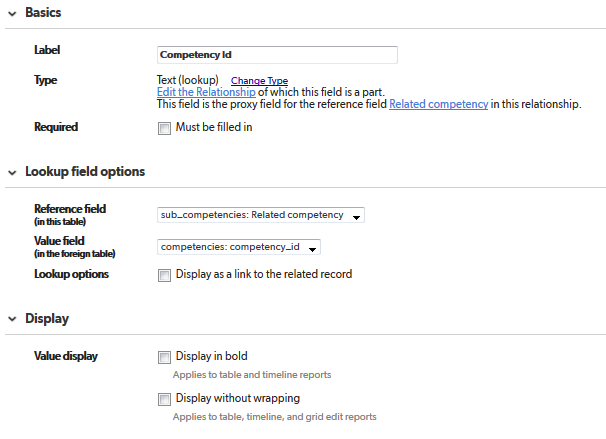 Basics
Label Competency Id
Type Text (lookup) Change Type
Edit the Relationship of which this field is a part.
This field is the proxy field for the reference field Related competency in this relationship.
Required Must be filled in
Lookup field options
Reference field
(in this table) sub_competencies: Related competency
Value field
(in the foreign table) competencies: competency_id
Lookup options Display as a link to the related record
Display
Value display Display in bold
Applies to table and timeline reports
Display without wrapping
Applies to table, timeline, and grid edit reports